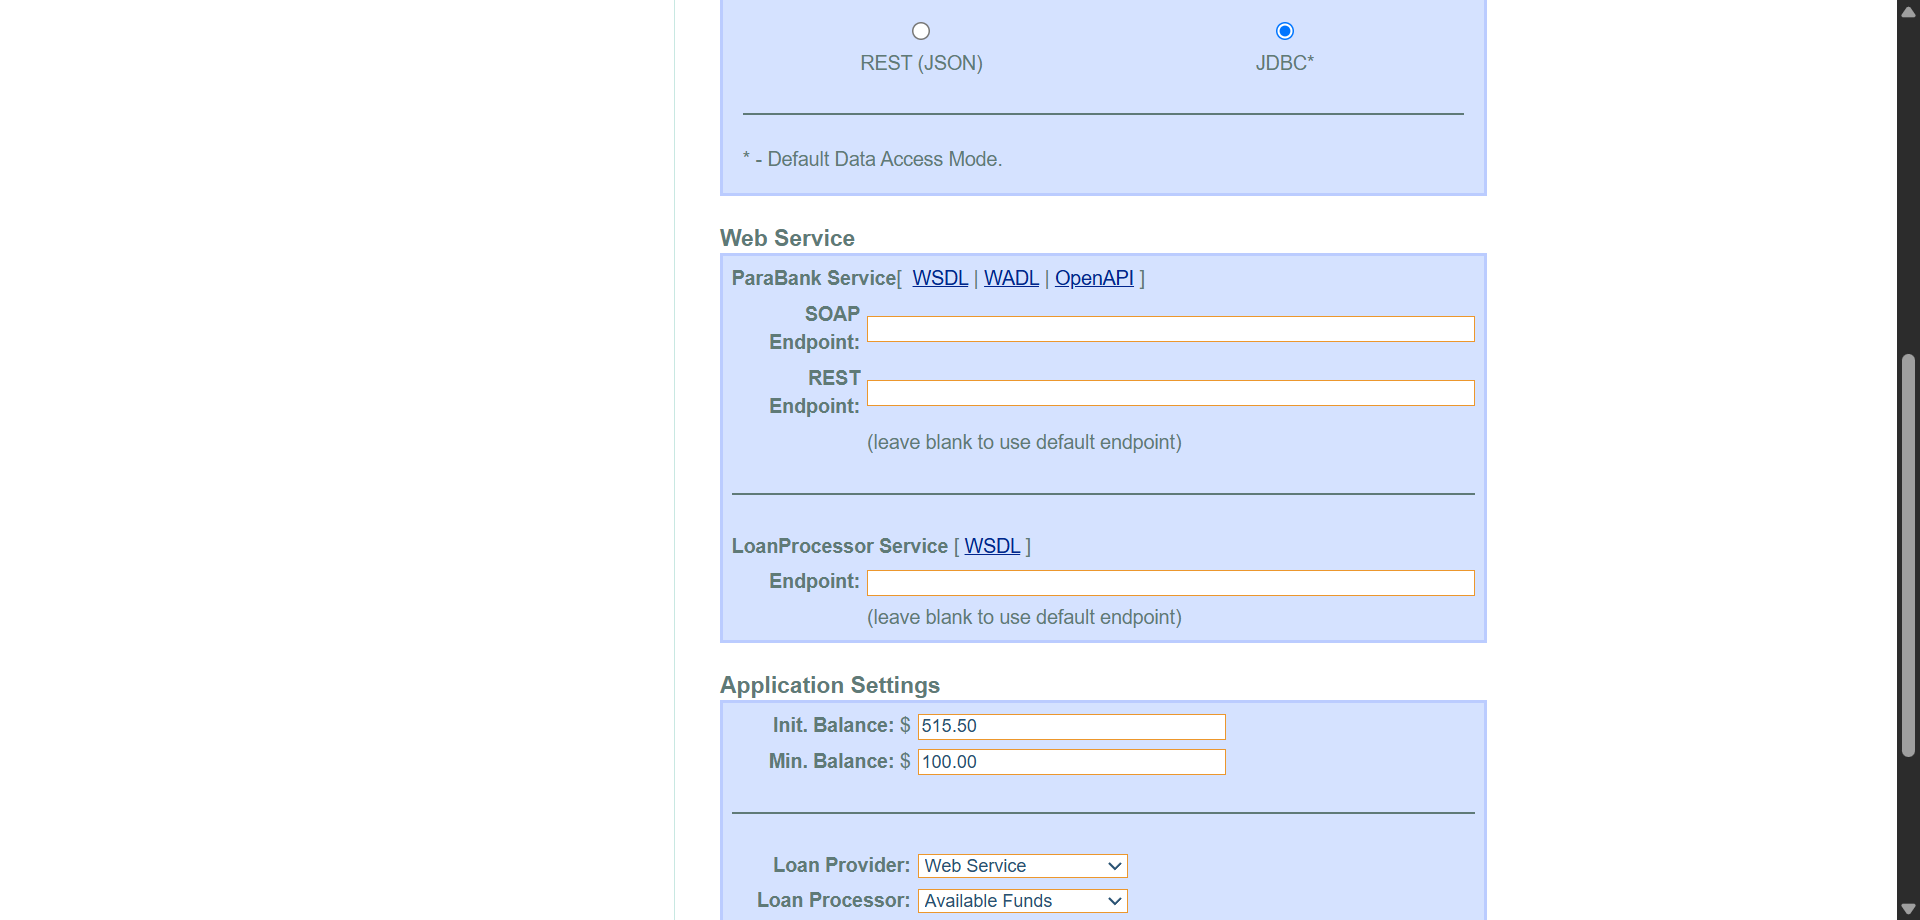 REST (JSON) JDBC*
* - Default Data Access Mode.
Web Service
ParaBank Service[ WSDL | WADL | OpenAPI ]
SOAP
Endpoint:
REST
Endpoint:
(leave blank to use default endpoint)
LoanProcessor Service [ WSDL ]
Endpoint:
(leave blank to use default endpoint)
Application Settings
Init. Balance: $ 515.50
Min. Balance: $ 100.00
Loan Provider: Web Service
Loan Processor: Available Funds